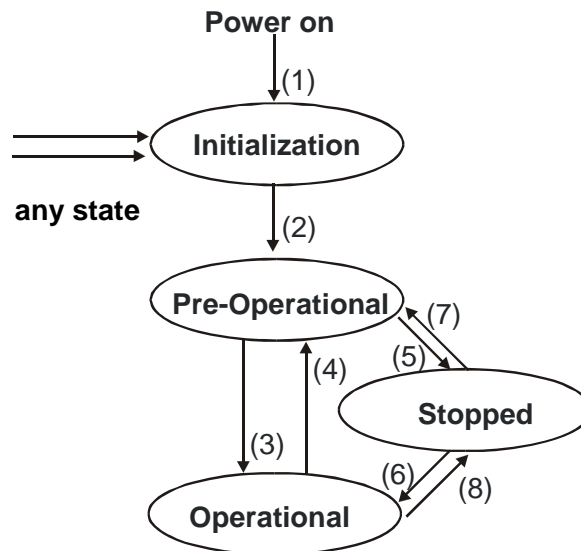 Power on
(1)
Initialization
any state
(2)
Pre-Operational
(7)
(5)
(4)
Stopped
(3)
(6)
(8)
Operational